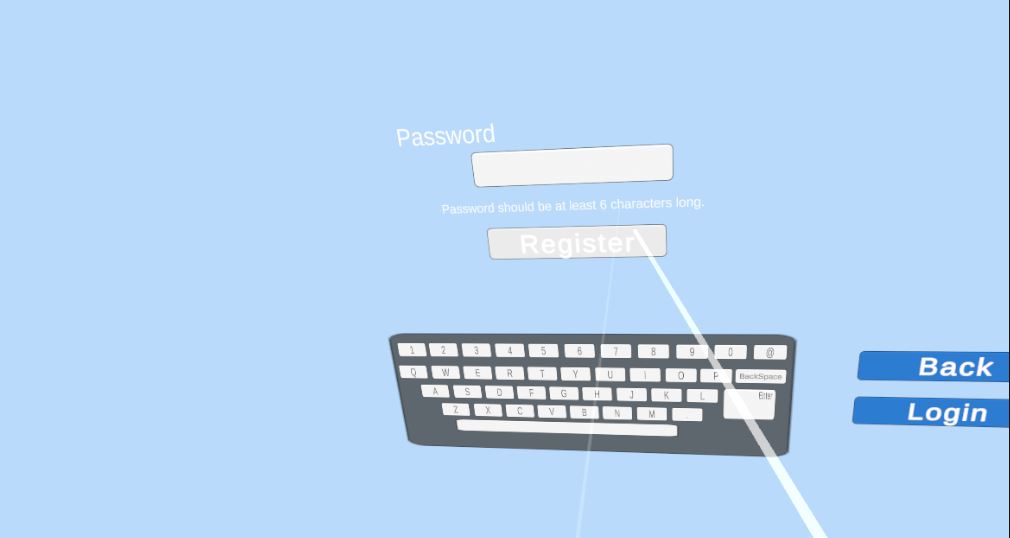 Password
Password should be at least 6 characters long.
Register
1 2 3 4 5 6 7 8 9 0 @
Q W E R T Y U I O P BackSpace
A S D F G H J K L Enter
Z X C V B N M .
Back
Login